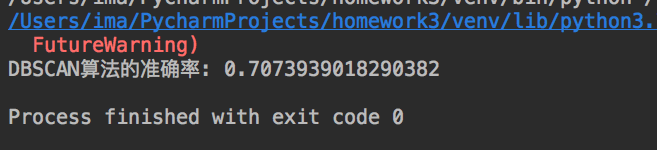 /Users/ima/PycharmProjects/homework3/venv/bin/python /
/Users/ima/PycharmProjects/homework3/venv/lib/python3.
FutureWarning)
DBSCAN算法的准确率: 0.7073939018290382
Process finished with exit code 0